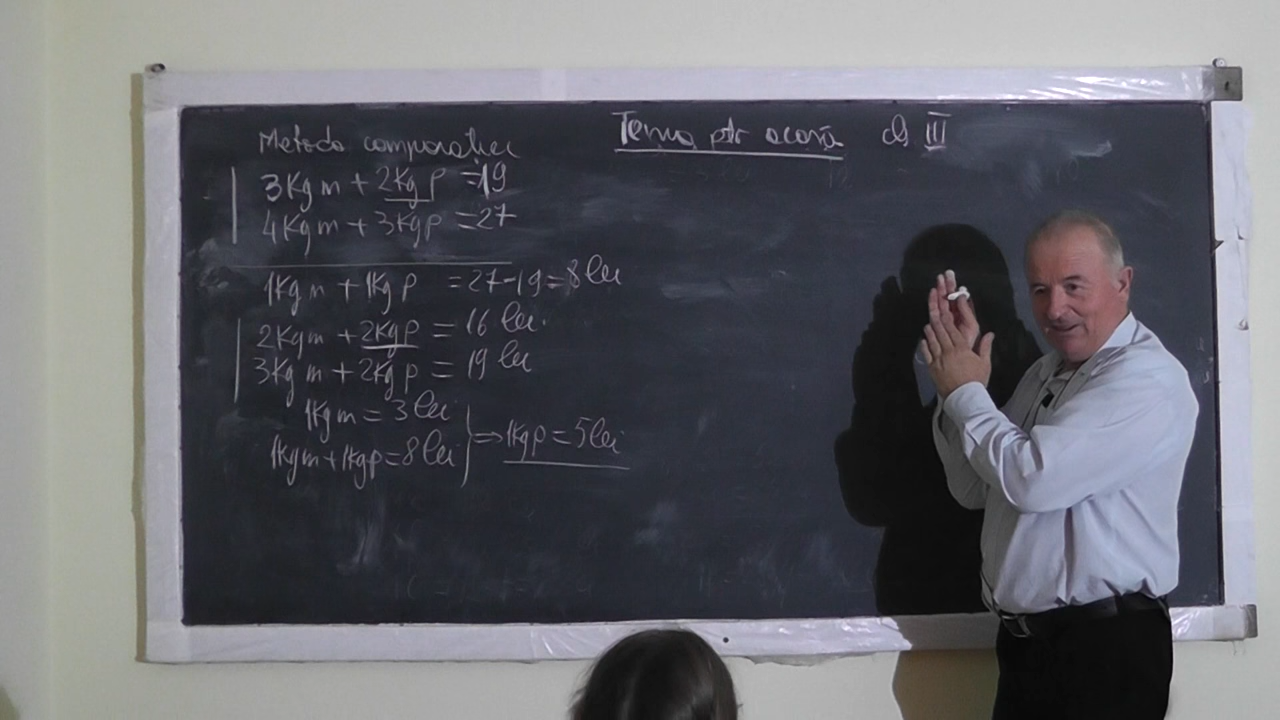 Metoda comparației
3Kg m + 2Kg p = 19
4Kg m + 3Kg p = 27
1Kg m + 1Kg p = 27-19 = 8 lei
2Kg m + 2Kg p = 16 lei
3Kg m + 2Kg p = 19 lei
1Kg m = 3 lei
1Kg m + 1Kg p = 8 lei } ⇒ 1Kg p = 5 lei
Tema ptr acasă cls III